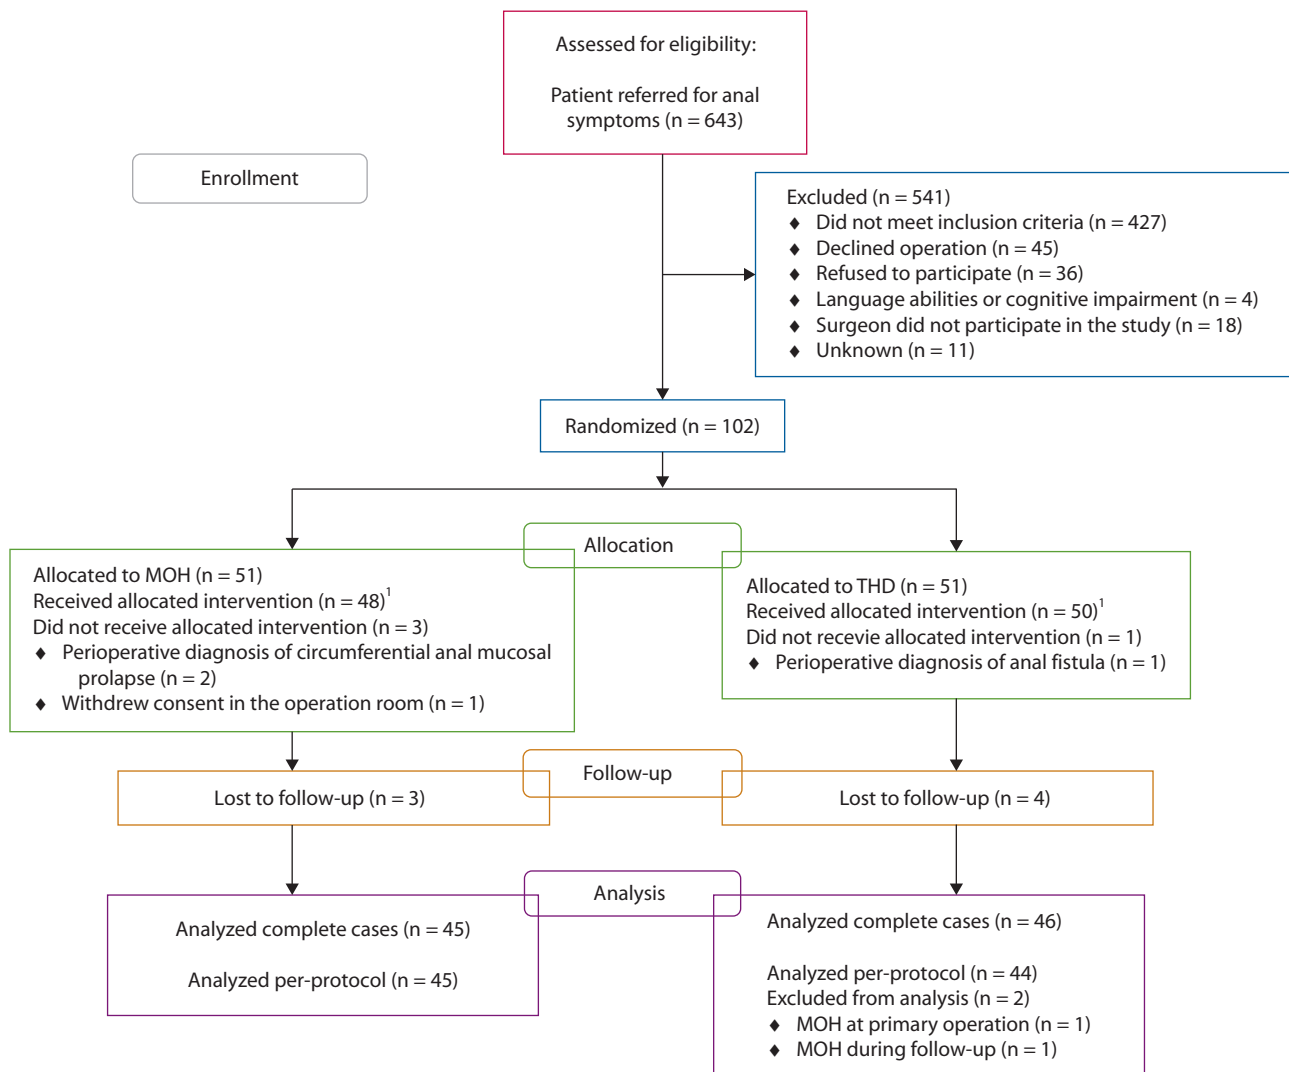 Assessed for eligibility:
Patient referred for anal
symptoms (n = 643)
Enrollment
Excluded (n = 541)
♦ Did not meet inclusion criteria (n = 427)
♦ Declined operation (n = 45)
♦ Refused to participate (n = 36)
♦ Language abilities or cognitive impairment (n = 4)
♦ Surgeon did not participate in the study (n = 18)
♦ Unknown (n = 11)
Randomized (n = 102)
Allocation
Allocated to MOH (n = 51)
Received allocated intervention (n = 48)¹
Did not receive allocated intervention (n = 3)
♦ Perioperative diagnosis of circumferential anal mucosal
prolapse (n = 2)
♦ Withdrew consent in the operation room (n = 1)
Allocated to THD (n = 51)
Received allocated intervention (n = 50)¹
Did not recevie allocated intervention (n = 1)
♦ Perioperative diagnosis of anal fistula (n = 1)
Follow-up
Lost to follow-up (n = 3)
Lost to follow-up (n = 4)
Analysis
Analyzed complete cases (n = 45)
Analyzed per-protocol (n = 45)
Analyzed complete cases (n = 46)
Analyzed per-protocol (n = 44)
Excluded from analysis (n = 2)
♦ MOH at primary operation (n = 1)
♦ MOH during follow-up (n = 1)